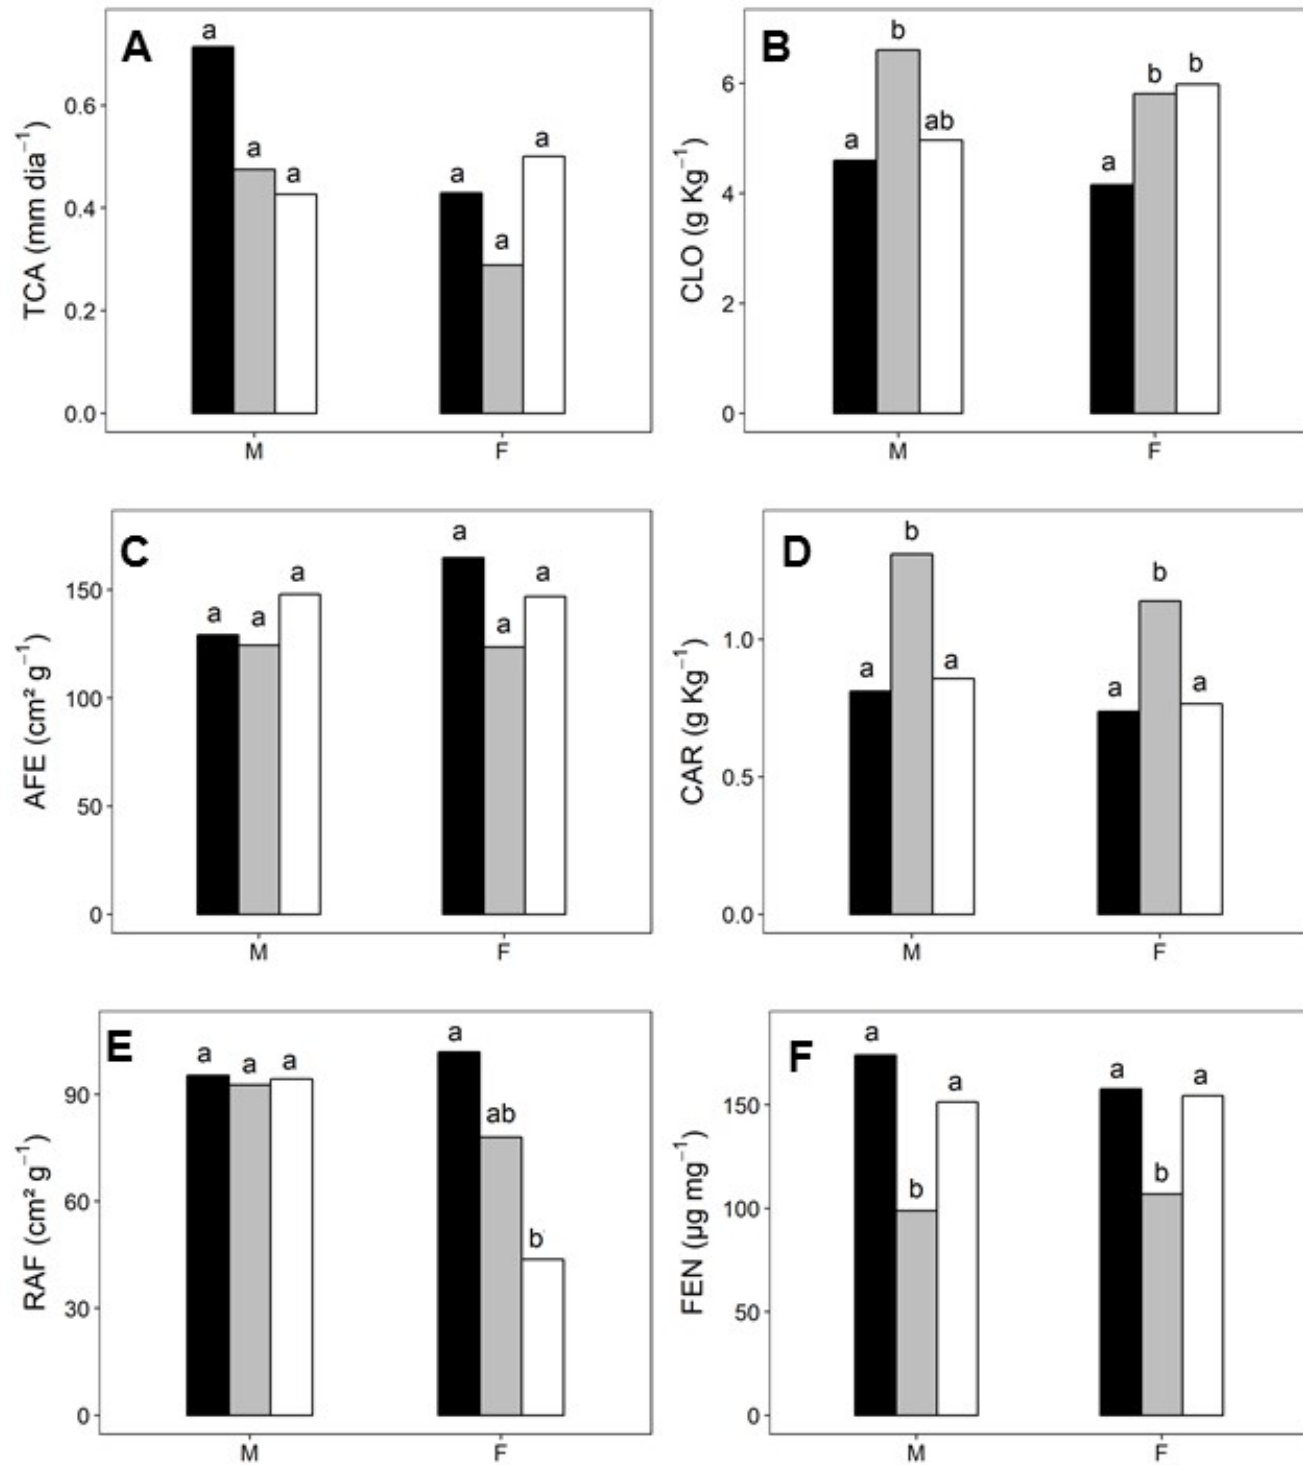 A
TCA (mm dia⁻¹)
0.6
0.4
0.2
0.0
a
a
a
a
a
a
M
F
B
CLO (g Kg⁻¹)
6
4
2
0
a
b
ab
a
b
b
M
F
C
AFE (cm² g⁻¹)
150
100
50
0
a
a
a
a
a
a
M
F
D
CAR (g Kg⁻¹)
1.0
0.5
0.0
a
b
a
a
b
a
M
F
E
RAF (cm² g⁻¹)
90
60
30
0
a
a
a
a
ab
b
M
F
F
FEN (µg mg⁻¹)
150
100
50
0
a
b
a
a
b
a
M
F